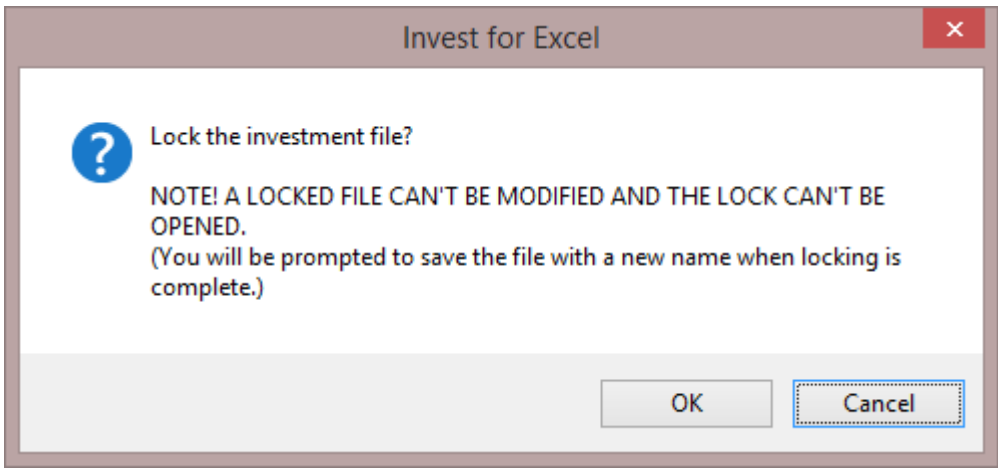 Invest for Excel
Lock the investment file?
NOTE! A LOCKED FILE CAN'T BE MODIFIED AND THE LOCK CAN'T BE
OPENED.
(You will be prompted to save the file with a new name when locking is
complete.)
OK
Cancel